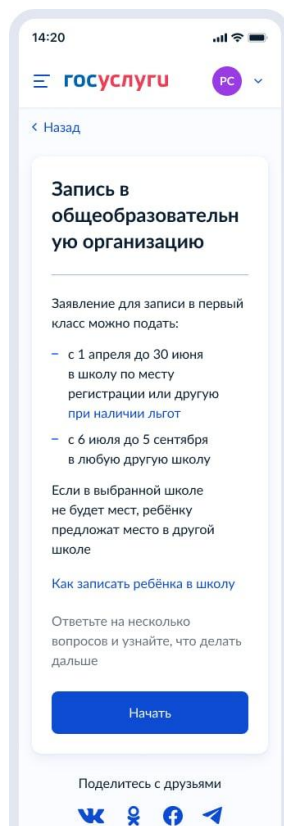 14:20
госуслуги
РС
Назад
Запись в
общеобразовательн
ую организацию
Заявление для записи в первый
класс можно подать:
– с 1 апреля до 30 июня
в школу по месту
регистрации или другую
при наличии льгот
– с 6 июля до 5 сентября
в любую другую школу
Если в выбранной школе
не будет мест, ребёнку
предложат место в другой
школе
Как записать ребёнка в школу
Ответьте на несколько
вопросов и узнайте, что делать
дальше
Начать
Поделитесь с друзьями